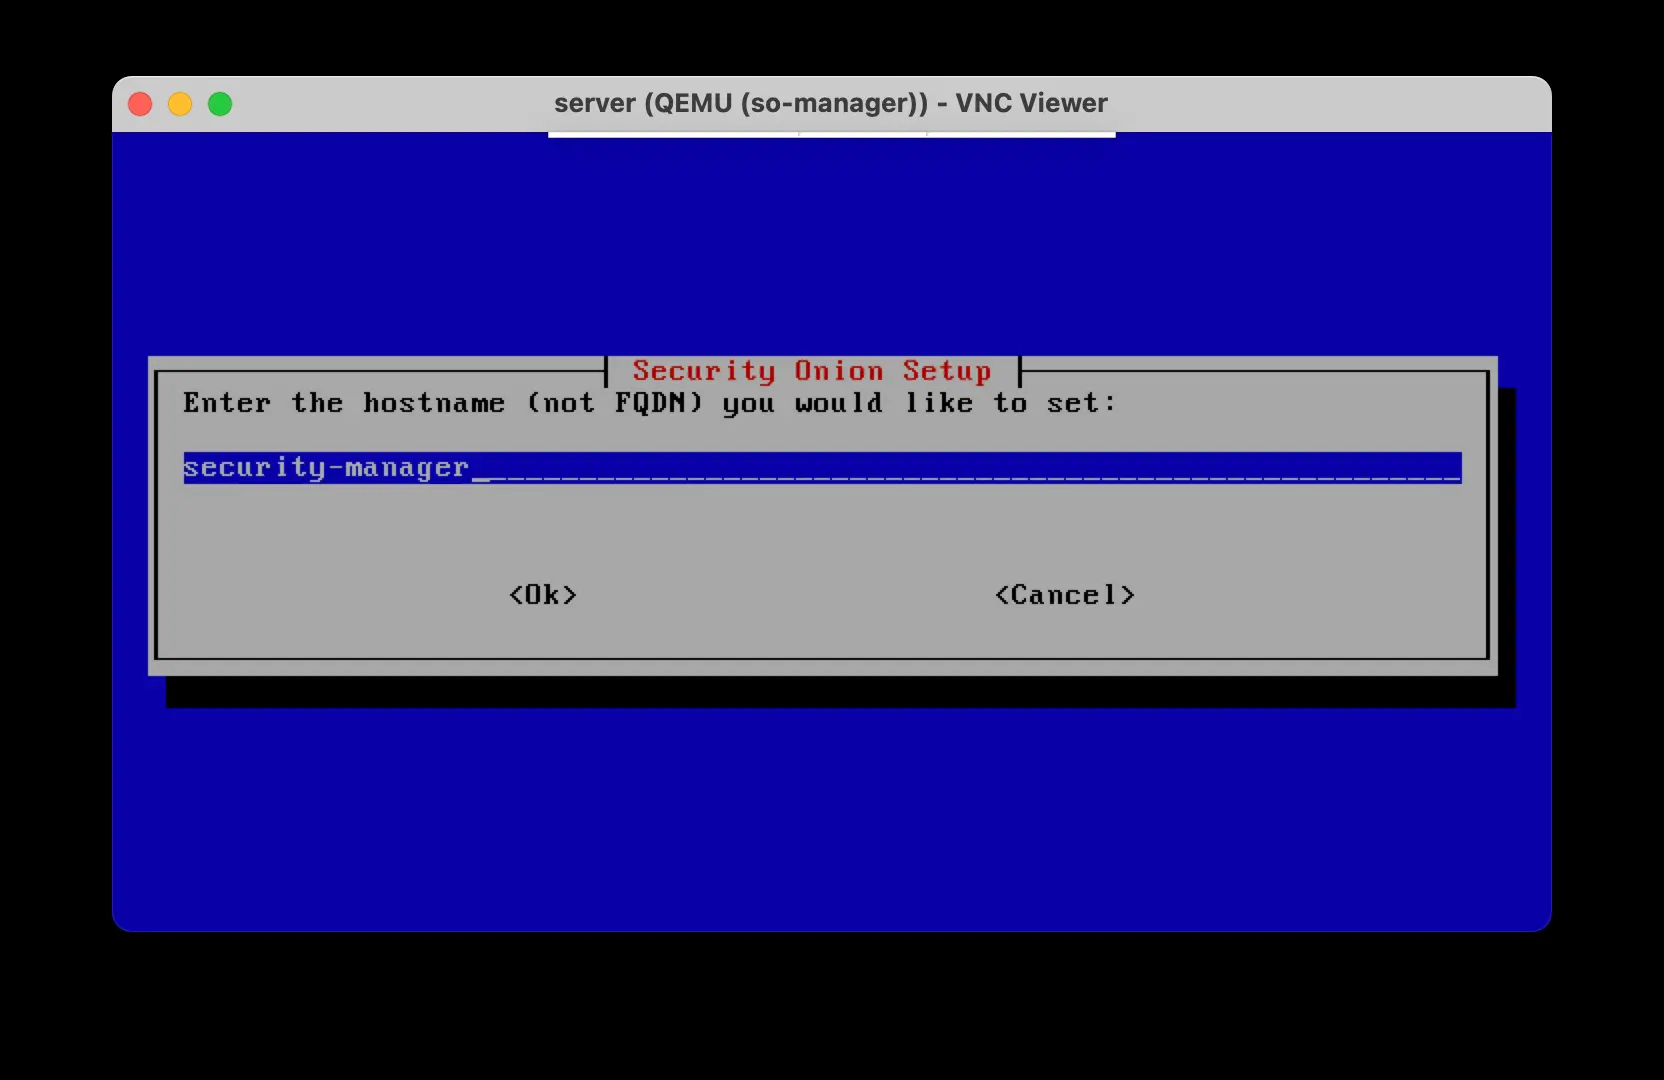 server (QEMU (so-manager)) - VNC Viewer
Security Onion Setup
Enter the hostname (not FQDN) you would like to set:
security-manager
<Ok> <Cancel>